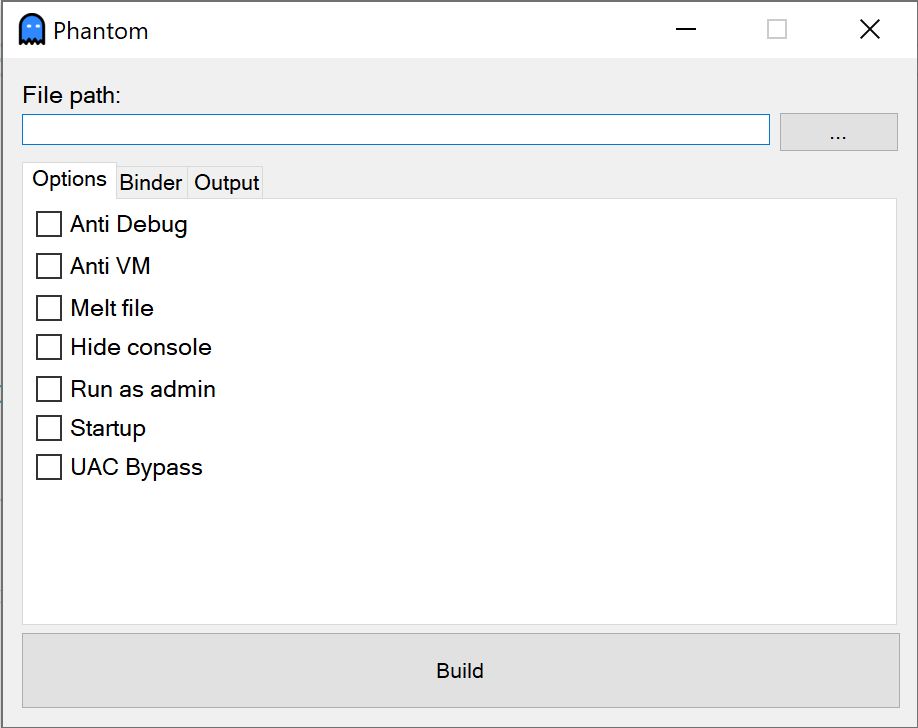 Phantom
File path:
...
Options Binder Output
Anti Debug
Anti VM
Melt file
Hide console
Run as admin
Startup
UAC Bypass
Build